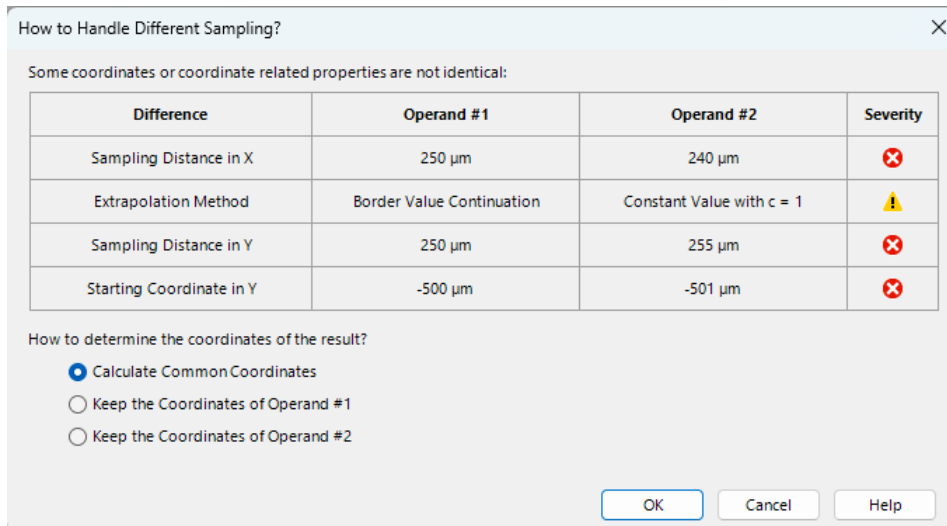 How to Handle Different Sampling?
Some coordinates or coordinate related properties are not identical:
Difference Operand #1 Operand #2 Severity
Sampling Distance in X 250 µm 240 µm
Extrapolation Method Border Value Continuation Constant Value with c = 1
Sampling Distance in Y 250 µm 255 µm
Starting Coordinate in Y -500 µm -501 µm
How to determine the coordinates of the result?
Calculate Common Coordinates
Keep the Coordinates of Operand #1
Keep the Coordinates of Operand #2
OK Cancel Help